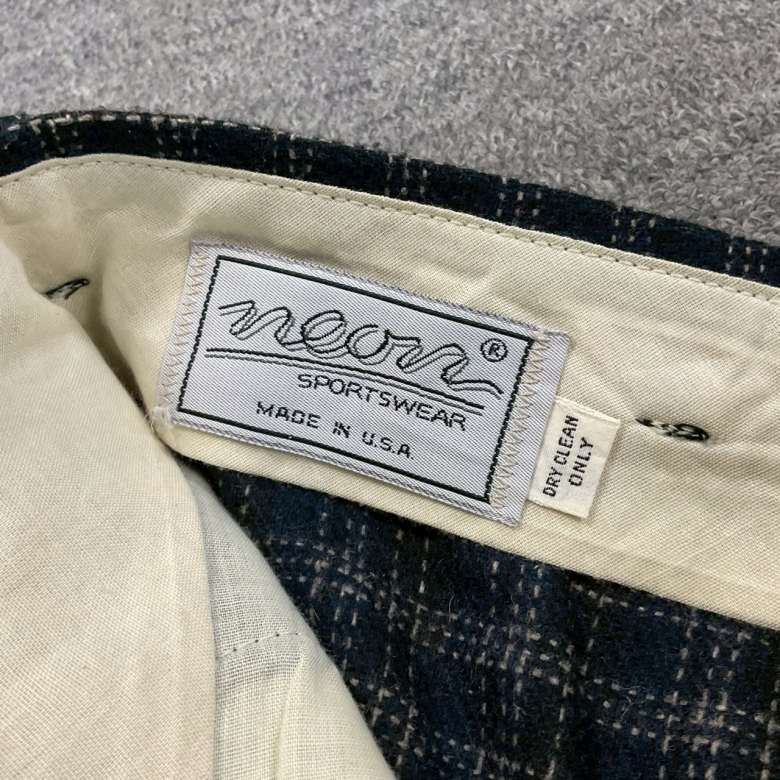 neon®
SPORTSWEAR
MADE IN U.S.A.
DRY CLEAN
ONLY